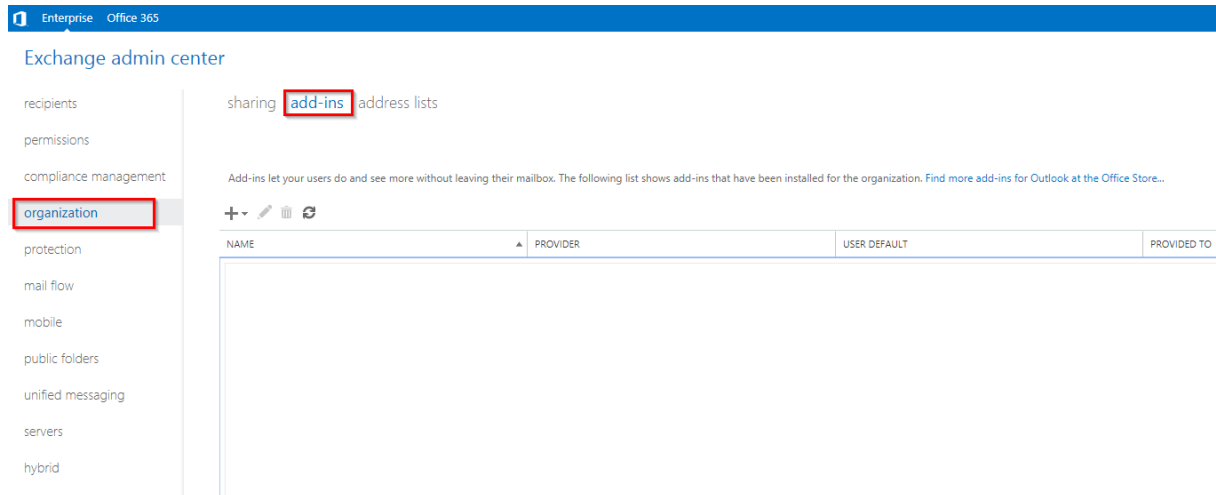 Enterprise Office 365
Exchange admin center
recipients
permissions
compliance management
organization
protection
mail flow
mobile
public folders
unified messaging
servers
hybrid
sharing add-ins address lists
Add-ins let your users do and see more without leaving their mailbox. The following list shows add-ins that have been installed for the organization. Find more add-ins for Outlook at the Office Store...
NAME PROVIDER USER DEFAULT PROVIDED TO